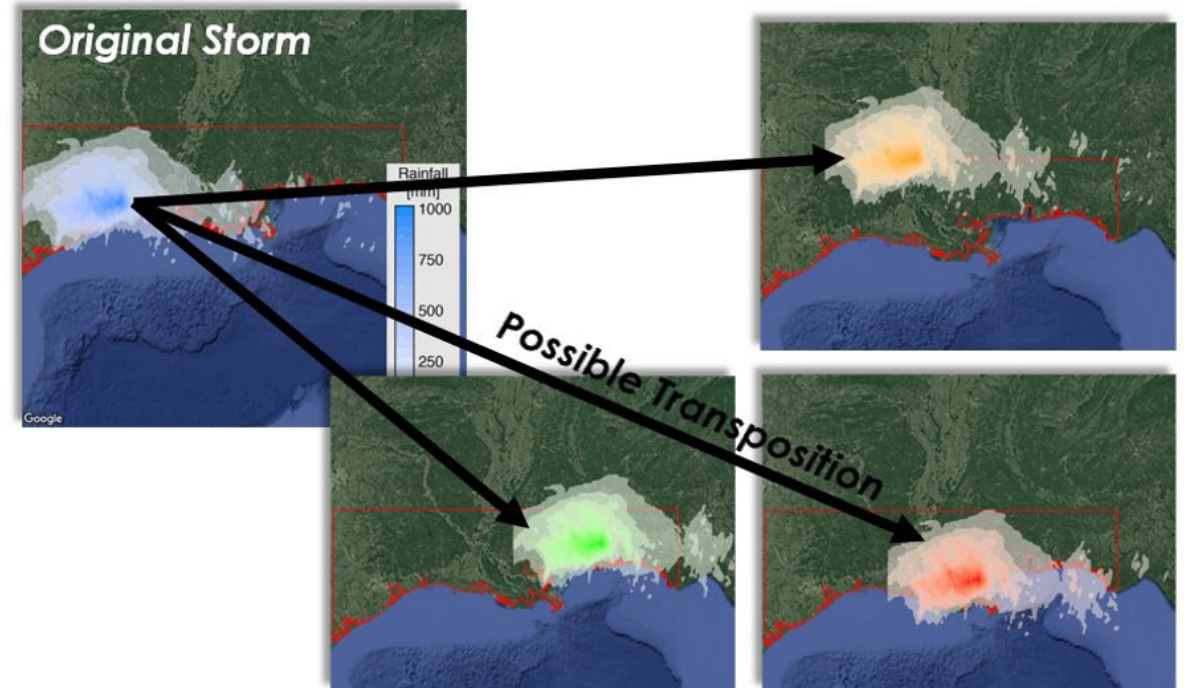 Original Storm
Rainfall
[mm]
1000
750
500
250
Google
Possible Transposition